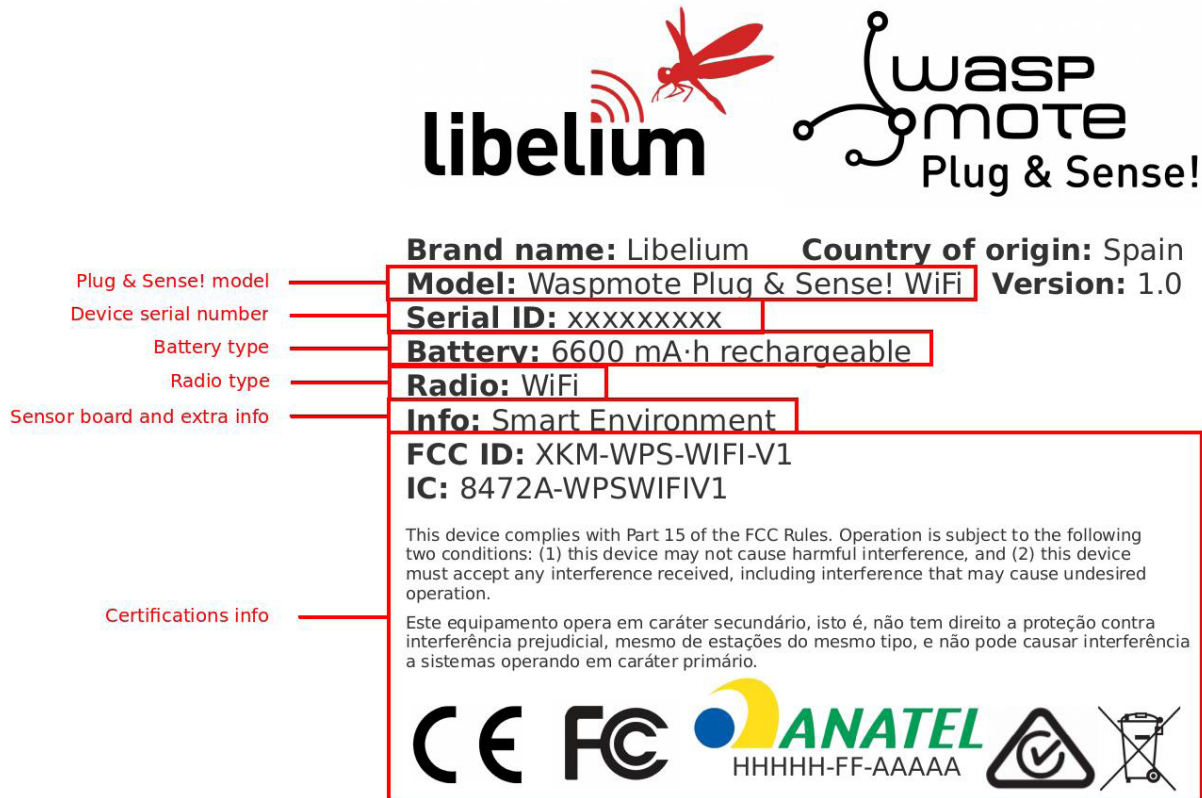 libelium
wasp
mote
Plug & Sense!
Brand name: Libelium Country of origin: Spain
Plug & Sense! model
Model: Waspmote Plug & Sense! WiFi Version: 1.0
Device serial number
Serial ID: xxxxxxxxx
Battery type
Battery: 6600 mA·h rechargeable
Radio type
Radio: WiFi
Sensor board and extra info
Info: Smart Environment
FCC ID: XKM-WPS-WIFI-V1
IC: 8472A-WPSWIFIV1
This device complies with Part 15 of the FCC Rules. Operation is subject to the following
two conditions: (1) this device may not cause harmful interference, and (2) this device
must accept any interference received, including interference that may cause undesired
operation.
Certifications info
Este equipamento opera em caráter secundário, isto é, não tem direito a proteção contra
interferência prejudicial, mesmo de estações do mesmo tipo, e não pode causar interferência
a sistemas operando em caráter primário.
CE FC ANATEL
HHHHH-FF-AAAAA